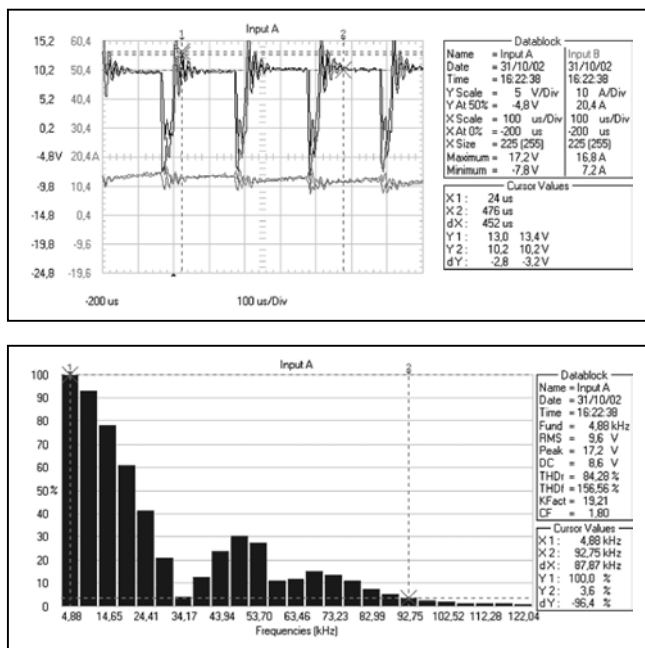 Input A
1 2
15,2 60,4
10,2 50,4
5,2 40,4
0,2 30,4
-4,8V 20,4A
-9,8 10,4
-14,8 0,4
-19,8 -9,6
-24,8 -19,6
-200 us 100 us/Div
Datablock
Name = Input A Input B
Date = 31/10/02 31/10/02
Time = 16:22:38 16:22:38
Y Scale = 5 V/Div 10 A/Div
Y At 50% = -4,8 V 20,4 A
X Scale = 100 us/Div 100 us/Div
X At 0% = -200 us -200 us
X Size = 225 (255) 225 (255)
Maximum = 17,2 V 16,8 A
Minimum = -7,8 V 7,2 A
Cursor Values
X1: 24 us
X2: 476 us
dX: 452 us
Y1: 13,0 13,4 V
Y2: 10,2 10,2 V
dY: -2,8 -3,2 V
Input A
1 2
100
90
80
70
60
50%
40
30
20
10
0
4,88 14,65 24,41 34,17 43,94 53,70 63,46 73,23 82,99 92,75 102,52 112,28 122,04
Frequencies (kHz)
Datablock
Name = Input A
Date = 31/10/02
Time = 16:22:38
Fund = 4,88 kHz
RMS = 9,6 V
Peak = 17,2 V
DC = 8,6 V
THDr = 84,28 %
THDf = 156,56 %
KFact = 19,21
CF = 1,80
Cursor Values
X1: 4,88 kHz
X2: 92,75 kHz
dX: 87,87 kHz
Y1: 100,0 %
Y2: 3,6 %
dY: -96,4 %